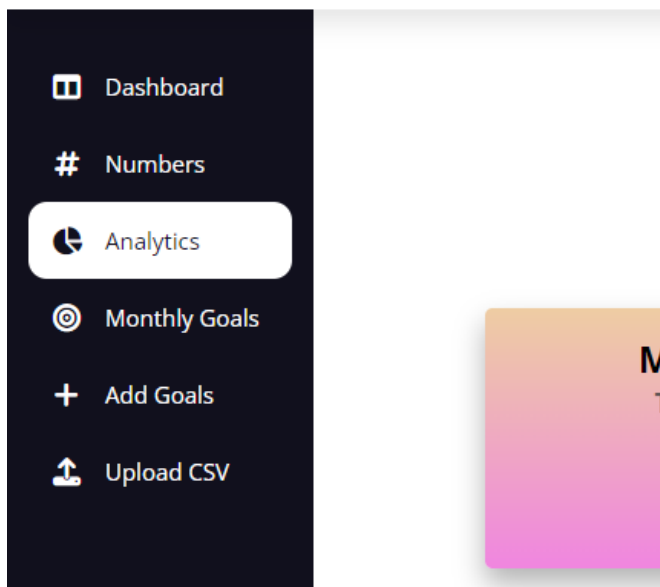 Dashboard
Numbers
Analytics
Monthly Goals
Add Goals
Upload CSV